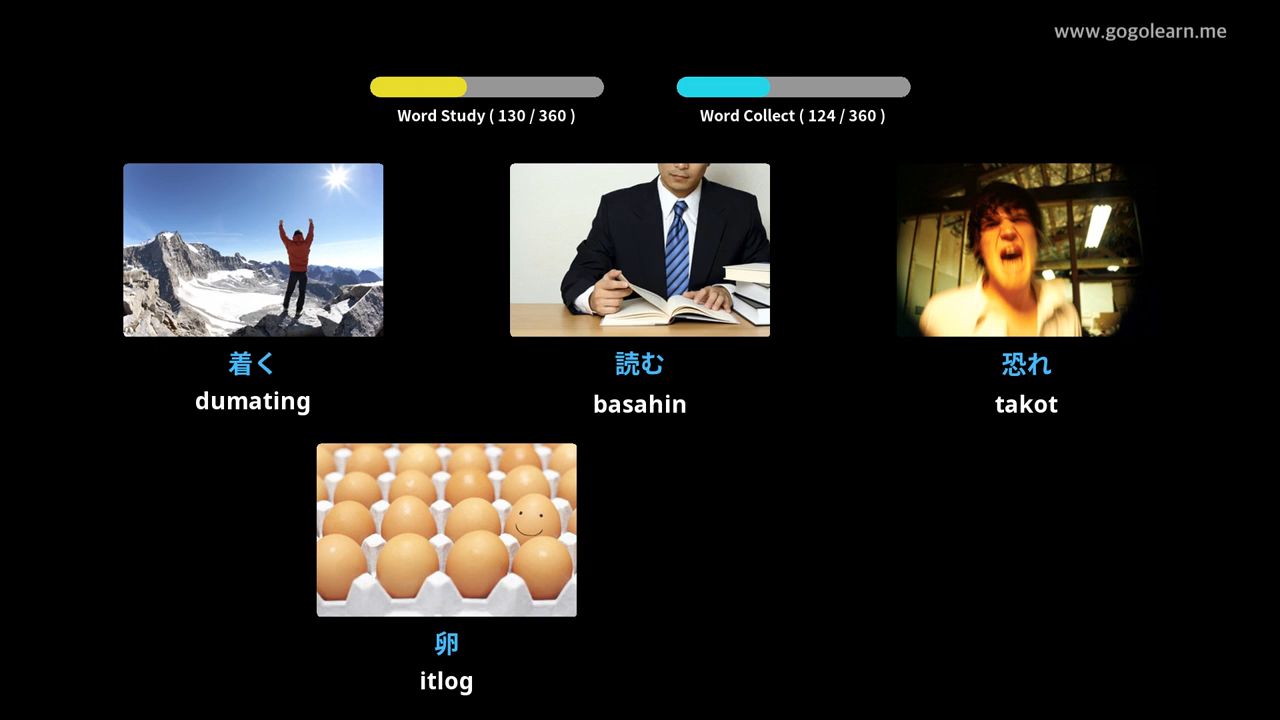 www.gogolearn.me
Word Study ( 130 / 360 )
Word Collect ( 124 / 360 )
着く
dumating
読む
basahin
恐れ
takot
卵
itlog